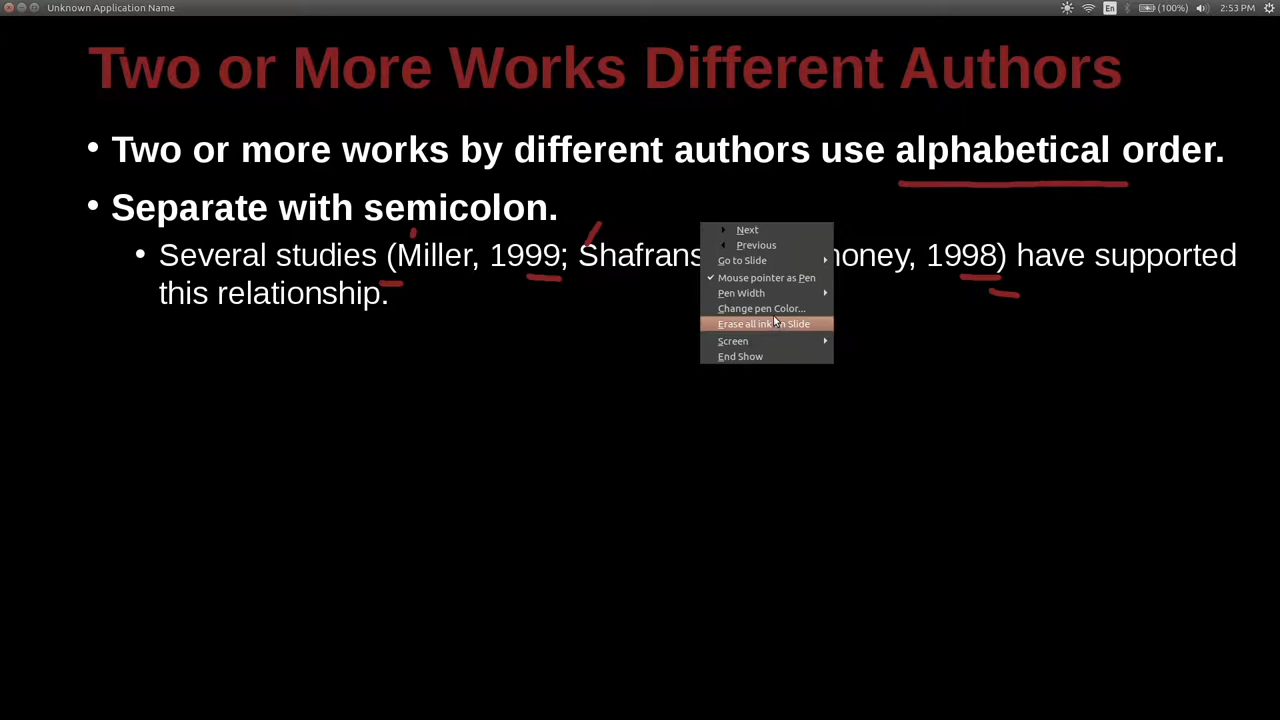 Unknown Application Name
En
(100%)
2:53 PM
Two or More Works Different Authors
• Two or more works by different authors use alphabetical order.
• Separate with semicolon.
• Several studies (Miller, 1999; 1998) have supported
this relationship.
Next
Previous
Go to Slide
Mouse pointer as Pen
Pen Width
Change pen Color...
Erase all ink on Slide
Screen
End Show